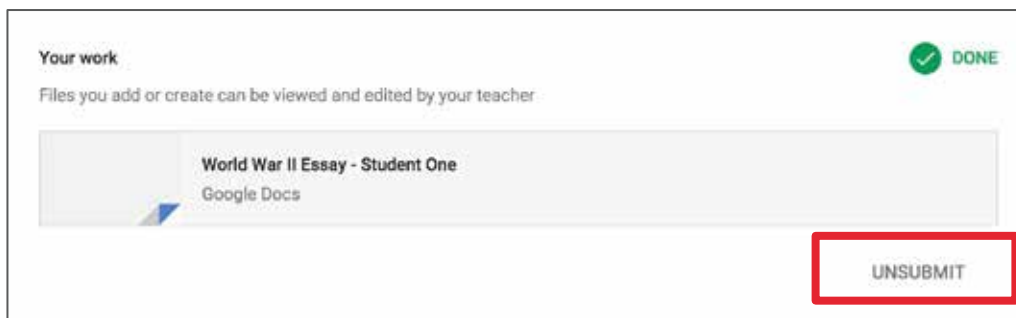 Your work
DONE
Files you add or create can be viewed and edited by your teacher
World War II Essay - Student One
Google Docs
UNSUBMIT